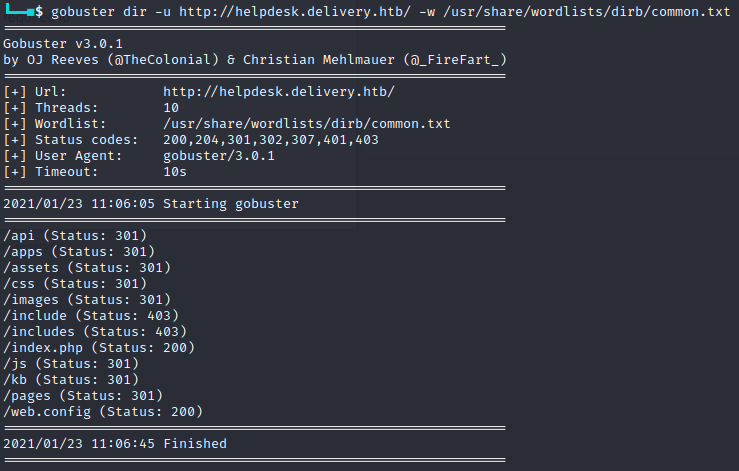 $ gobuster dir -u http://helpdesk.delivery.htb/ -w /usr/share/wordlists/dirb/common.txt
===============================================================
Gobuster v3.0.1
by OJ Reeves (@TheColonial) & Christian Mehlmauer (@_FireFart_)
===============================================================
[+] Url:            http://helpdesk.delivery.htb/
[+] Threads:        10
[+] Wordlist:       /usr/share/wordlists/dirb/common.txt
[+] Status codes:   200,204,301,302,307,401,403
[+] User Agent:     gobuster/3.0.1
[+] Timeout:        10s
===============================================================
2021/01/23 11:06:05 Starting gobuster
===============================================================
/api (Status: 301)
/apps (Status: 301)
/assets (Status: 301)
/css (Status: 301)
/images (Status: 301)
/include (Status: 403)
/includes (Status: 403)
/index.php (Status: 200)
/js (Status: 301)
/kb (Status: 301)
/pages (Status: 301)
/web.config (Status: 200)
===============================================================
2021/01/23 11:06:45 Finished
===============================================================